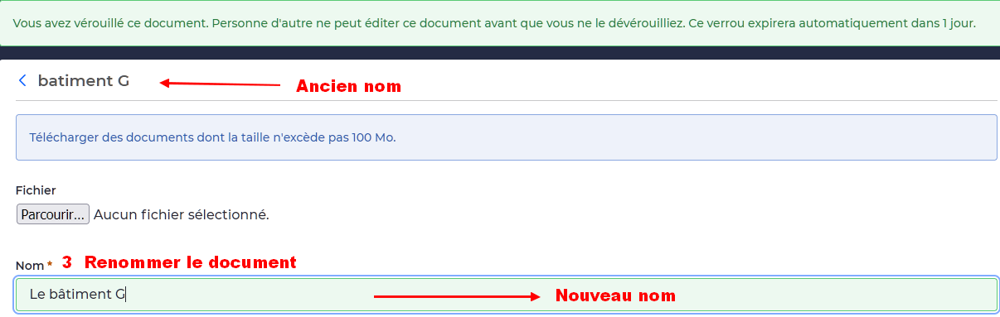 Vous avez vérouillé ce document. Personne d'autre ne peut éditer ce document avant que vous ne le dévérouilliez. Ce verrou expirera automatiquement dans 1 jour.
batiment G Ancien nom
Télécharger des documents dont la taille n'excède pas 100 Mo.
Fichier
Parcourir... Aucun fichier sélectionné.
Nom * 3 Renommer le document
Le bâtiment G Nouveau nom